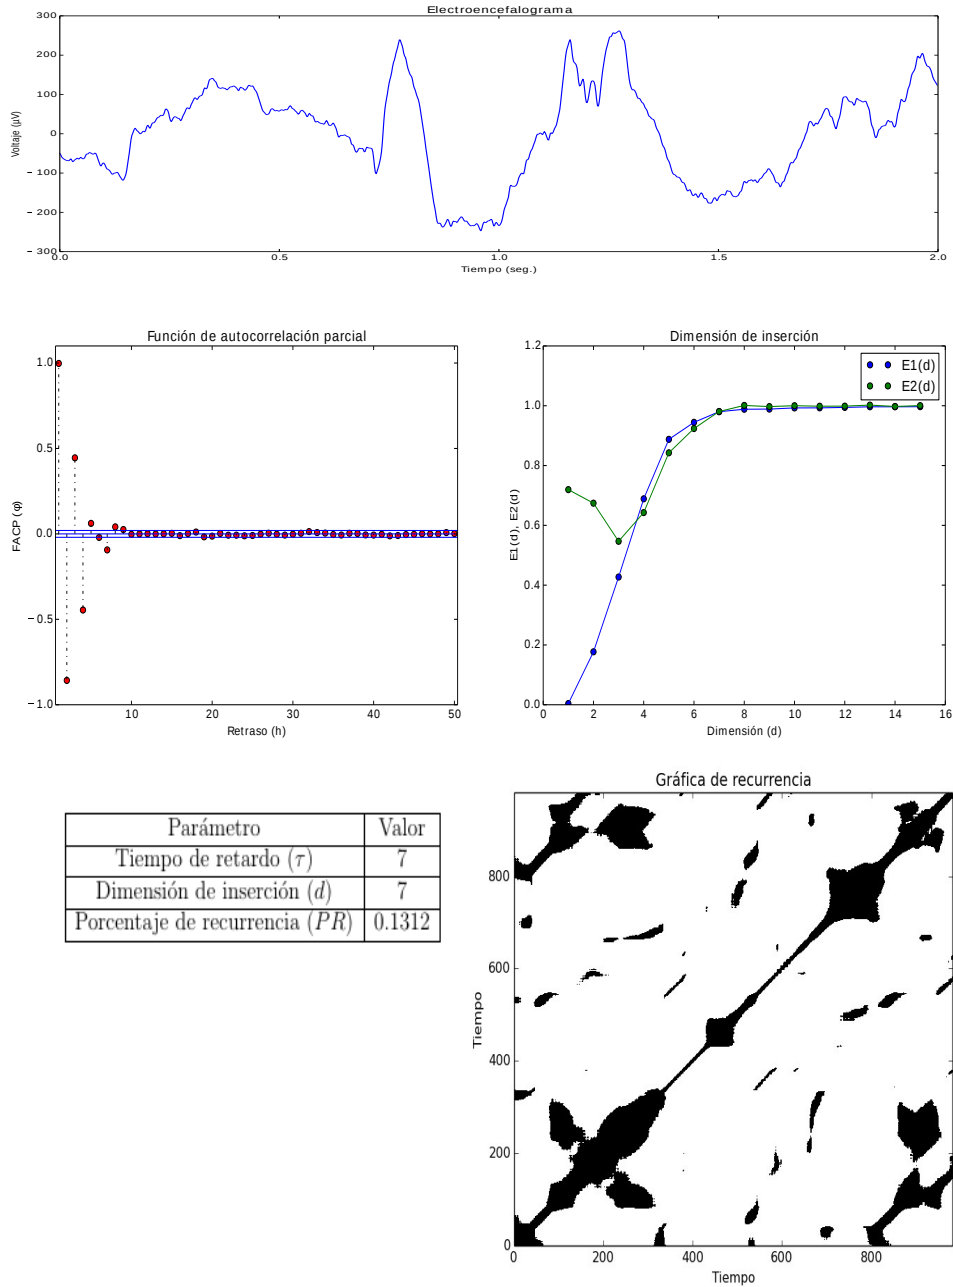 Electroencefalograma
300
200
100
0
−100
−200
−300
Voltaje (µV)
0.0 0.5 1.0 1.5 2.0
Tiempo (seg.)
Función de autocorrelación parcial
1.0
0.5
0.0
−0.5
−1.0
FACP (φ)
10 20 30 40 50
Retraso (h)
Dimensión de inserción
1.2
1.0
0.8
0.6
0.4
0.2
0.0
E1(d), E2(d)
E1(d)
E2(d)
0 2 4 6 8 10 12 14 16
Dimensión (d)
Parámetro Valor
Tiempo de retardo (τ) 7
Dimensión de inserción (d) 7
Porcentaje de recurrencia (PR) 0.1312
Gráfica de recurrencia
800
600
400
200
0
Tiempo
0 200 400 600 800
Tiempo